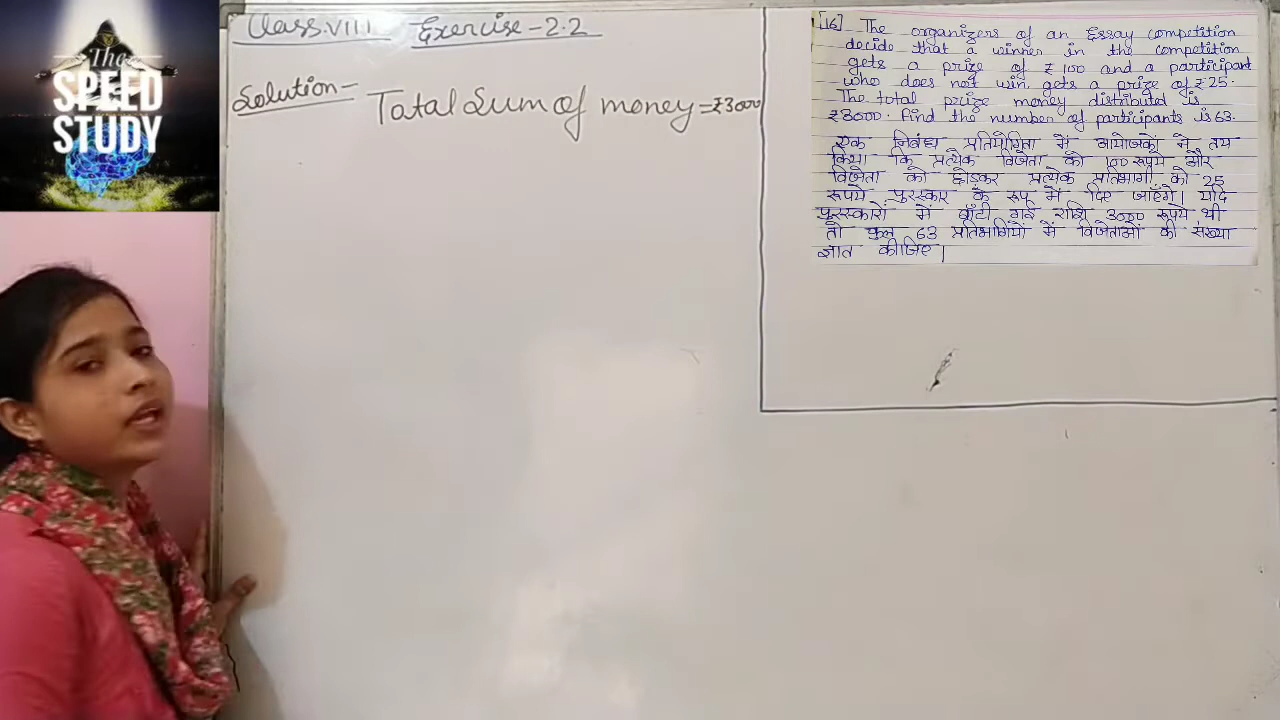 The
SPEED
STUDY
Class.VIII Exercise-2.2
Solution- Total Sum of money=₹3000
[16]. The organizers of an Essay competition
decide that a winner in the competition
gets a prize of ₹ 100 and a participant
who does not win gets a prize of ₹25.
The total prize money distributed is
₹3000. find the number of participants is 63.
एक निबंध प्रतियोगिता में आयोजकों ने तय
किया कि प्रत्येक विजेता को 100 रूपये और
विजेता को छोड़कर प्रत्येक प्रतिभागी को 25
रूपये पुरस्कार के रूप में दिए जाएँगे। यदि
पुरस्कारों में बाँटी गई राशि 3000 रूपये थी
तो कुल 63 प्रतिभागियों में विजेताओं की संख्या
ज्ञात कीजिए।